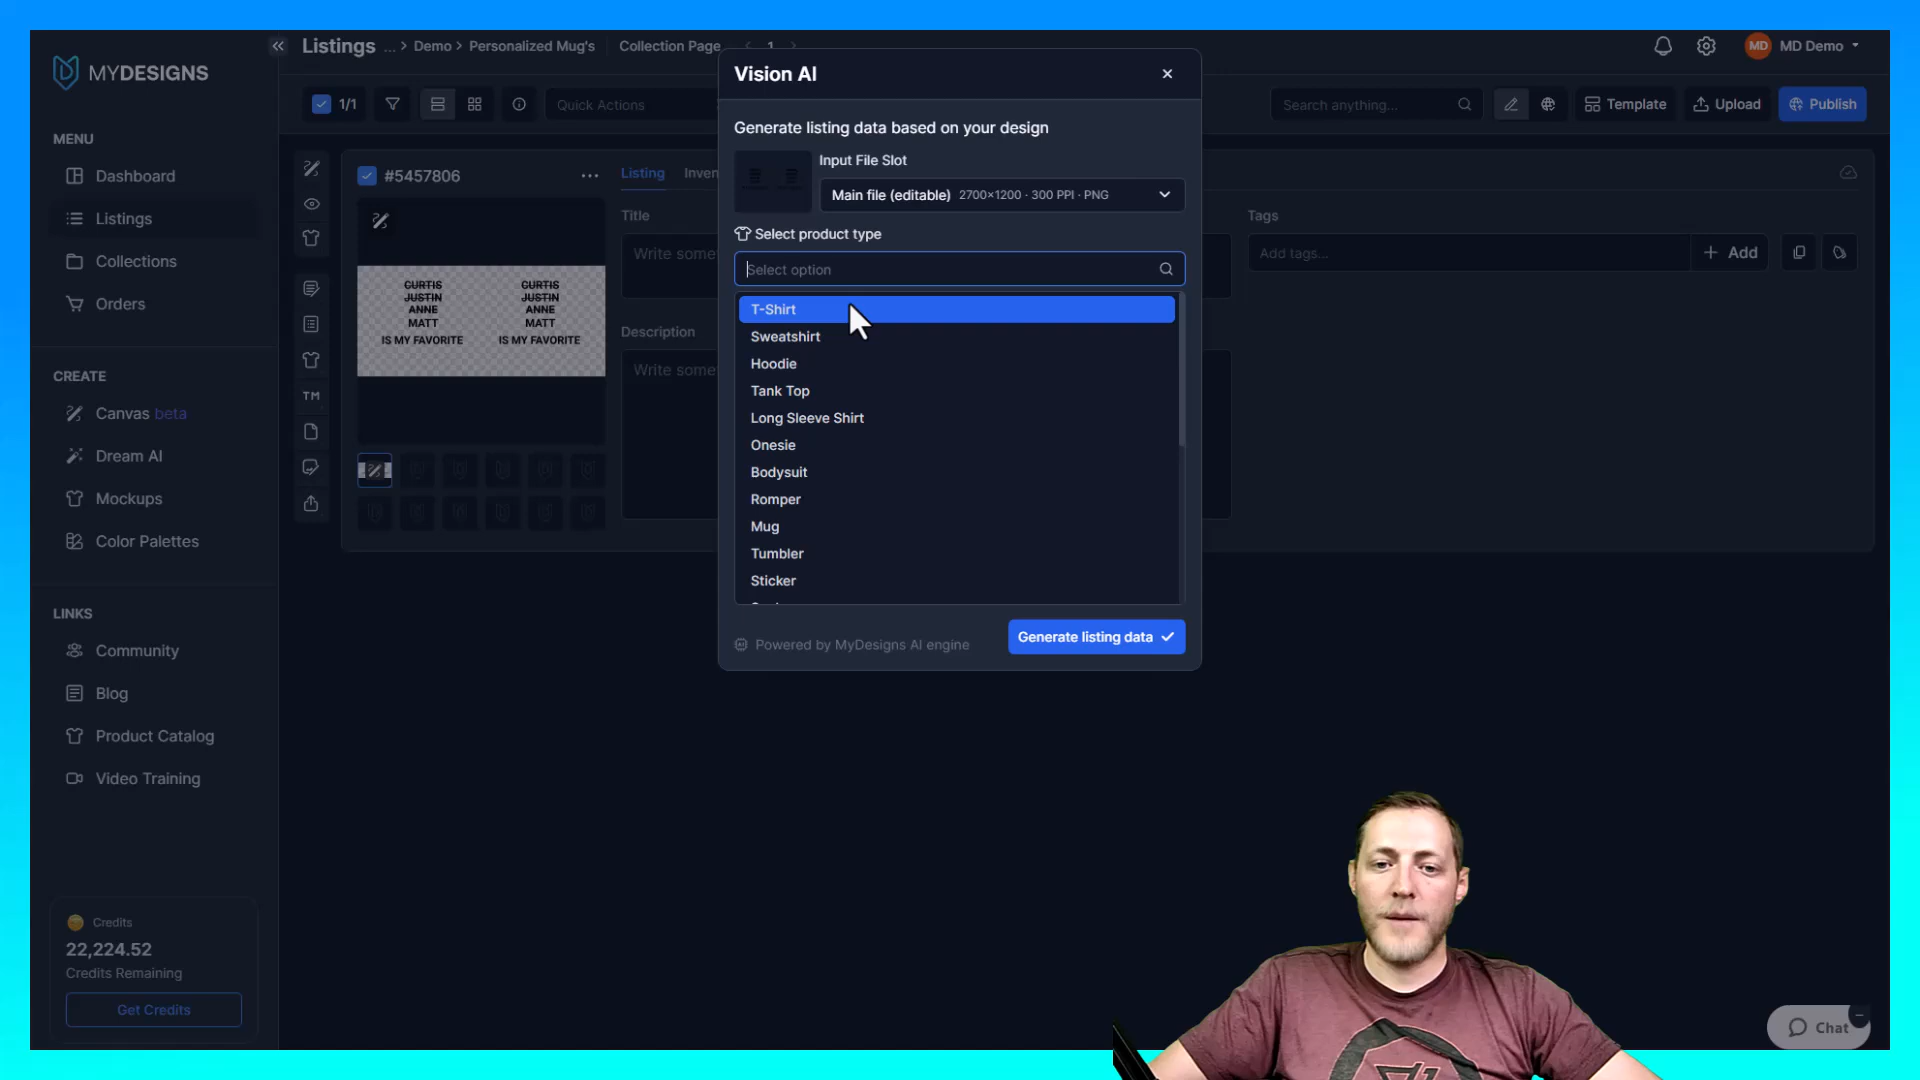 MYDESIGNS
MENU
Dashboard
Listings
Collections
Orders
CREATE
Canvas beta
Dream AI
Mockups
Color Palettes
LINKS
Community
Blog
Product Catalog
Video Training
Credits
22,224.52
Credits Remaining
Get Credits
Listings ... > Demo > Personalized Mug's
Collection Page
1
MD MD Demo
1/1
Quick Actions
Search anything...
Template
Upload
Publish
#5457806
Listing
Title
Description
Tags
Add tags...
Add
TM
CURTIS CURTIS
JUSTIN JUSTIN
ANNE ANNE
MATT MATT
IS MY FAVORITE IS MY FAVORITE
Vision AI
Generate listing data based on your design
Input File Slot
Main file (editable) 2700×1200 · 300 PPI · PNG
Select product type
Select option
T-Shirt
Sweatshirt
Hoodie
Tank Top
Long Sleeve Shirt
Onesie
Bodysuit
Romper
Mug
Tumbler
Sticker
Powered by MyDesigns AI engine
Generate listing data
Chat